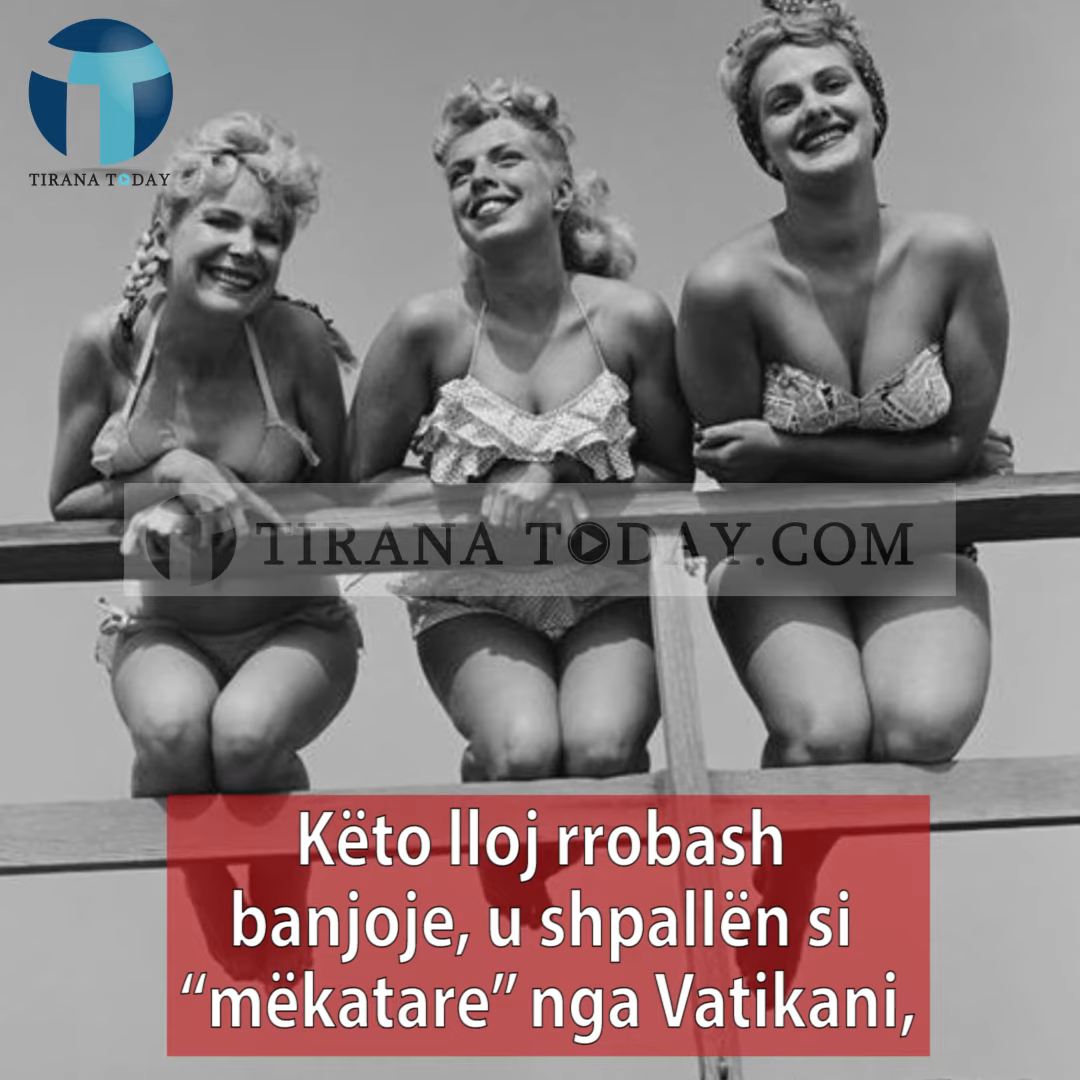 TIRANA TODAY
TIRANA TODAY.COM
Këto lloj rrobash
banjoje, u shpallën si
“mëkatare” nga Vatikani,